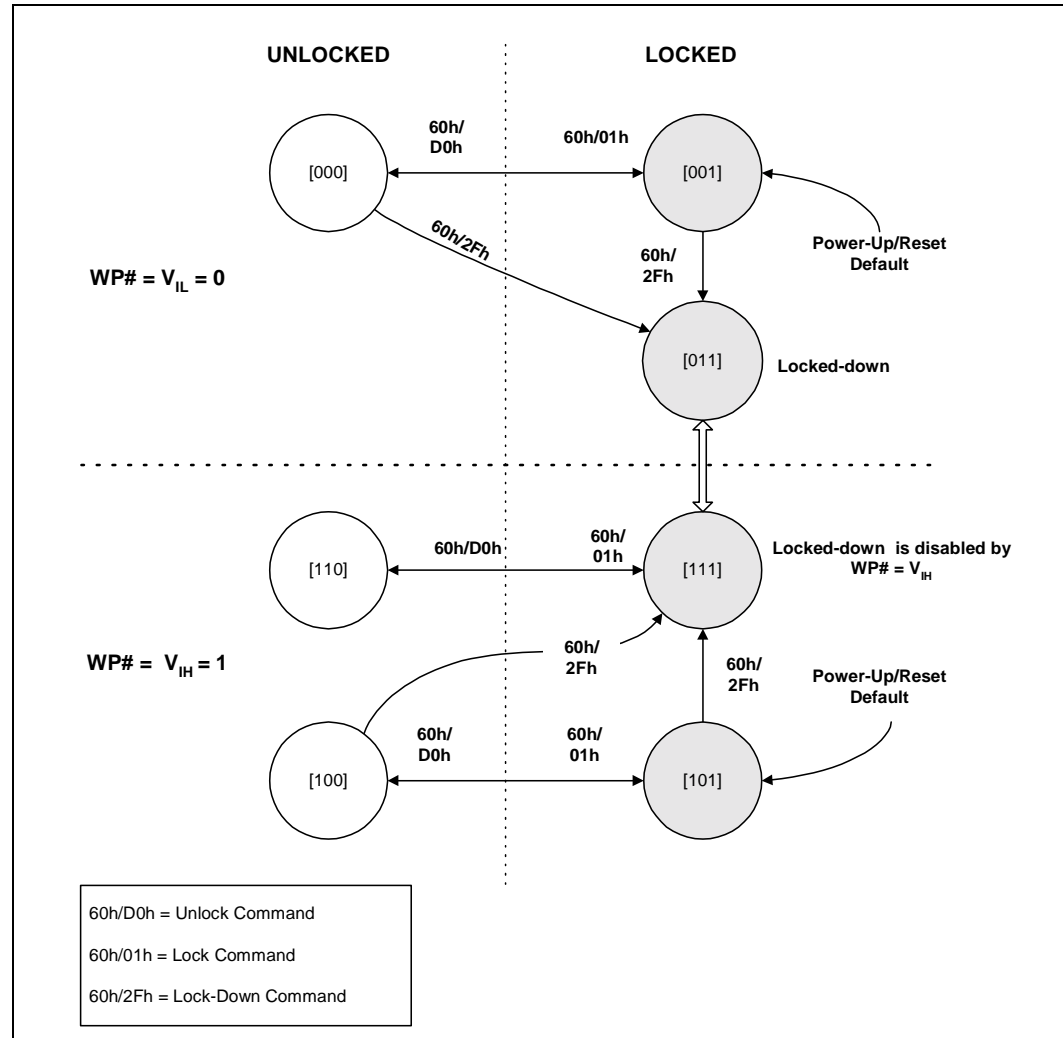 UNLOCKED
LOCKED
60h/
D0h
60h/01h
[000]
[001]
60h/2Fh
60h/
2Fh
Power-Up/Reset
Default
WP# = VIL = 0
[011]
Locked-down
60h/D0h
60h/
01h
[110]
[111]
Locked-down is disabled by
WP# = VIH
60h/
2Fh
WP# = VIH = 1
60h/
2Fh
Power-Up/Reset
Default
60h/
D0h
60h/
01h
[100]
[101]
60h/D0h = Unlock Command
60h/01h = Lock Command
60h/2Fh = Lock-Down Command